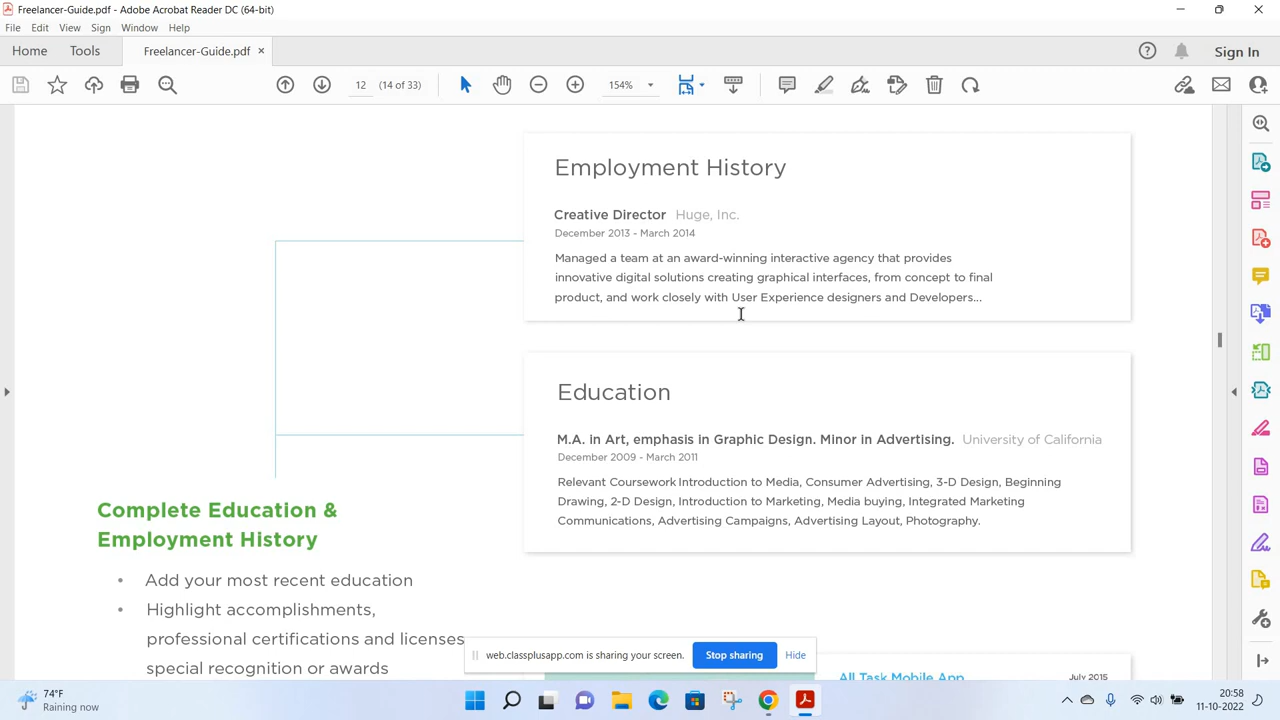 Freelancer-Guide.pdf - Adobe Acrobat Reader DC (64-bit)
File Edit View Sign Window Help
Home Tools Freelancer-Guide.pdf × Sign In
12 (14 of 33) 154%
Employment History
Creative Director Huge, Inc.
December 2013 - March 2014
Managed a team at an award-winning interactive agency that provides
innovative digital solutions creating graphical interfaces, from concept to final
product, and work closely with User Experience designers and Developers...
Education
M.A. in Art, emphasis in Graphic Design. Minor in Advertising. University of California
December 2009 - March 2011
Relevant Coursework Introduction to Media, Consumer Advertising, 3-D Design, Beginning
Drawing, 2-D Design, Introduction to Marketing, Media buying, Integrated Marketing
Communications, Advertising Campaigns, Advertising Layout, Photography.
Complete Education &
Employment History
• Add your most recent education
• Highlight accomplishments,
professional certifications and licenses
special recognition or awards
web.classplusapp.com is sharing your screen. Stop sharing Hide
All Task Mobile App July 2015
74°F
Raining now
20:58
11-10-2022